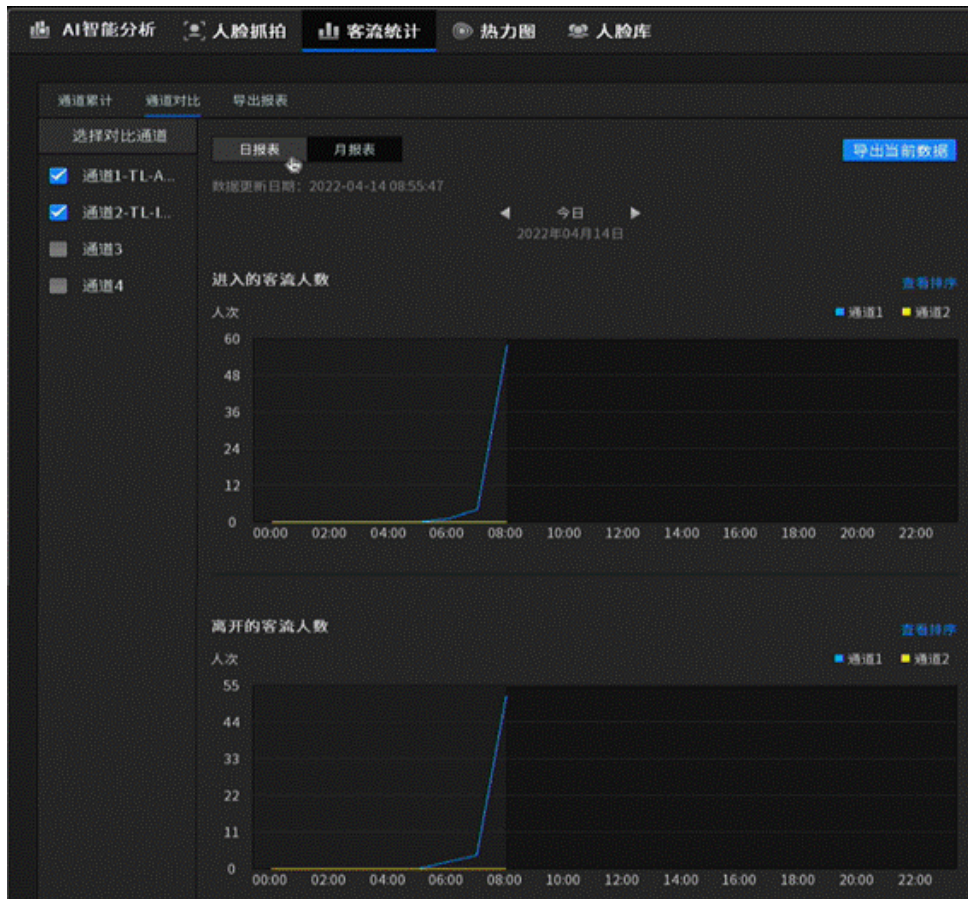 AI智能分析 人脸抓拍 客流统计 热力图 人脸库
通道累计 通道对比 导出报表
选择对比通道
通道1-TL-A...
通道2-TL-I...
通道3
通道4
日报表 月报表 导出当前数据
数据更新日期：2022-04-14 08:55:47
今日
2022年04月14日
进入的客流人数 查看排序
人次 通道1 通道2
60
48
36
24
12
0
00:00 02:00 04:00 06:00 08:00 10:00 12:00 14:00 16:00 18:00 20:00 22:00
离开的客流人数 查看排序
人次 通道1 通道2
55
44
33
22
11
0
00:00 02:00 04:00 06:00 08:00 10:00 12:00 14:00 16:00 18:00 20:00 22:00